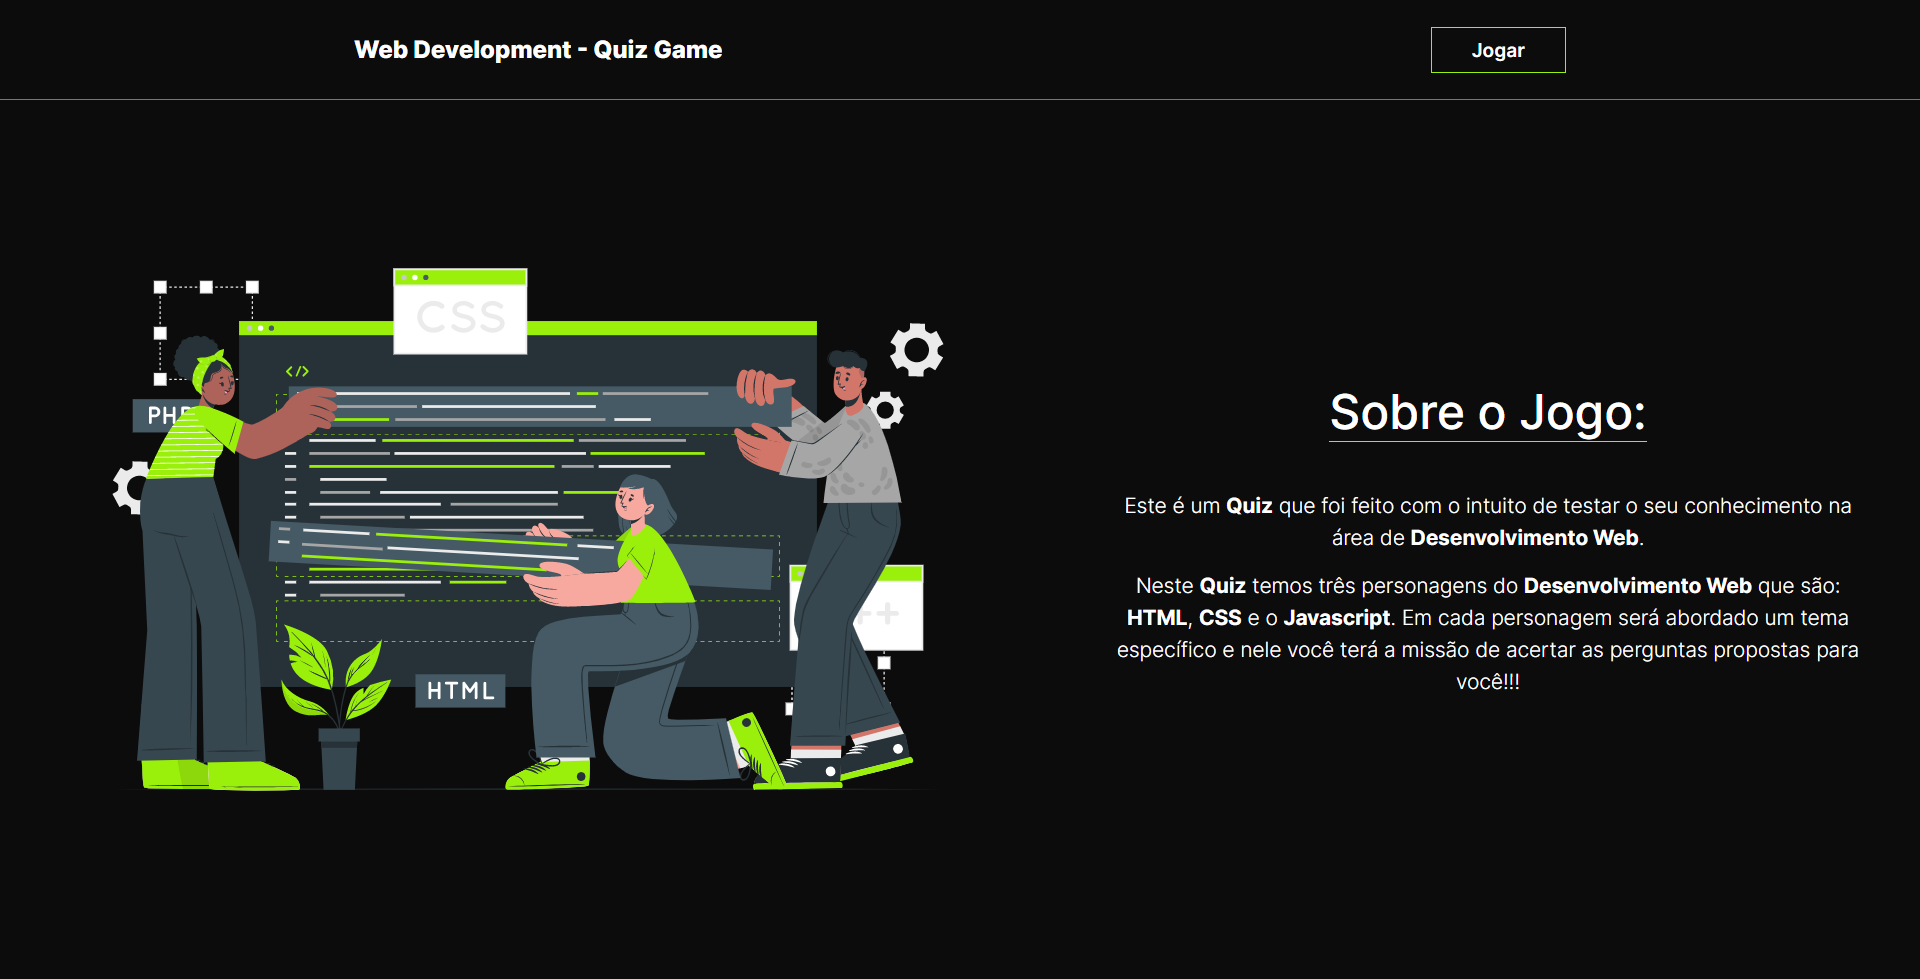 Web Development - Quiz Game
Jogar
CSS
</>
PHP
HTML
++
Sobre o Jogo:
Este é um Quiz que foi feito com o intuito de testar o seu conhecimento na
área de Desenvolvimento Web.
Neste Quiz temos três personagens do Desenvolvimento Web que são:
HTML, CSS e o Javascript. Em cada personagem será abordado um tema
específico e nele você terá a missão de acertar as perguntas propostas para
você!!!